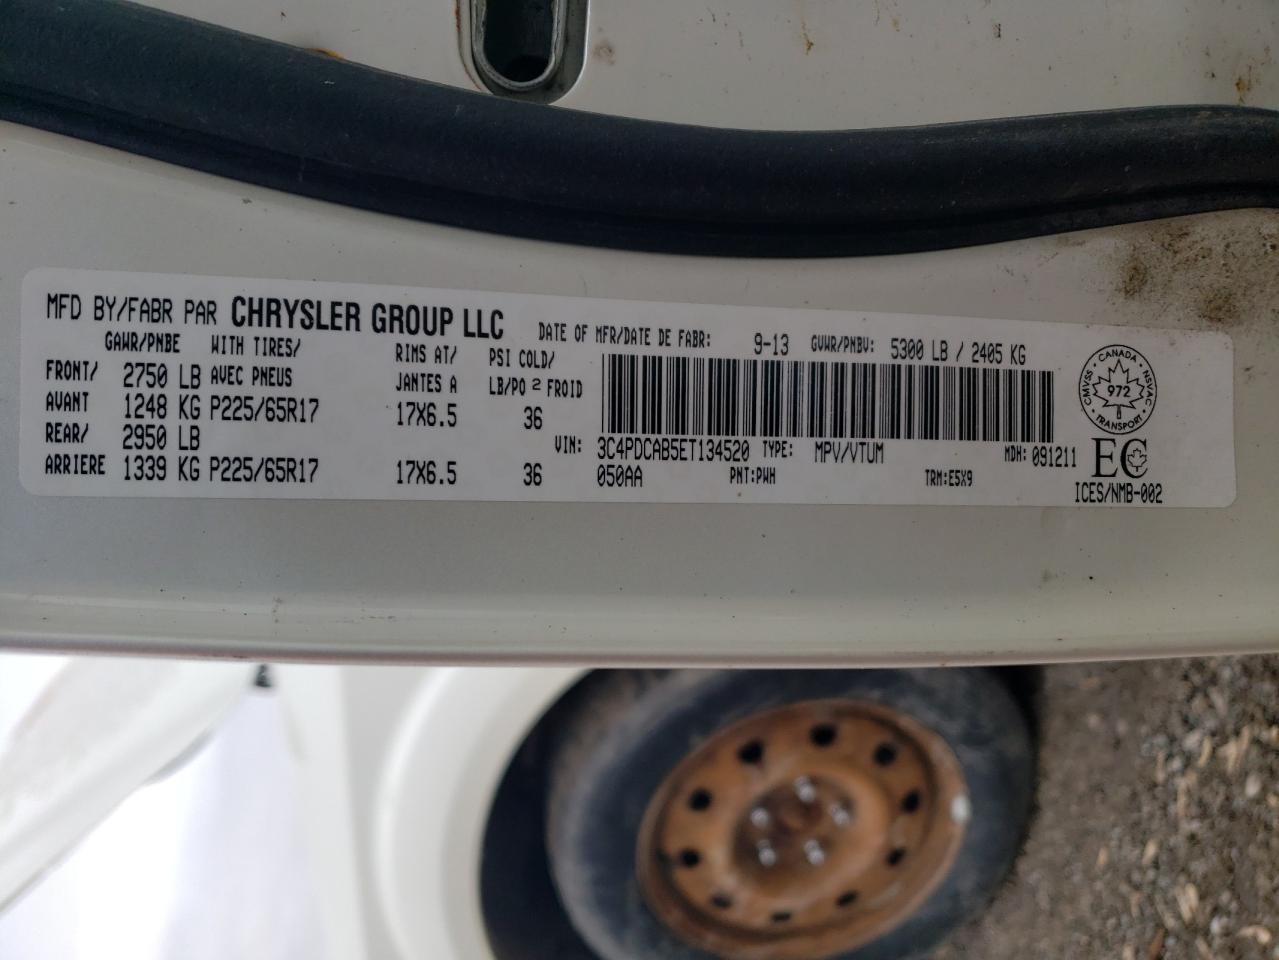 MFD BY/FABR PAR CHRYSLER GROUP LLC DATE OF MFR/DATE DE FABR: 9-13 GVWR/PNBV: 5300 LB / 2405 KG
GAWR/PNBE WITH TIRES/ RIMS AT/ PSI COLD/
FRONT/ 2750 LB AVEC PNEUS JANTES A LB/PO² FROID
AVANT 1248 KG P225/65R17 17X6.5 36
REAR/ 2950 LB
ARRIERE 1339 KG P225/65R17 17X6.5 36
VIN: 3C4PDCAB5ET134520 TYPE: MPV/VTUM MDH: 091211
050AA PNT:PWH TRM:E5X9
CANADA
CMVSS NSVAC
972
TRANSPORT
EC
ICES/NMB-002